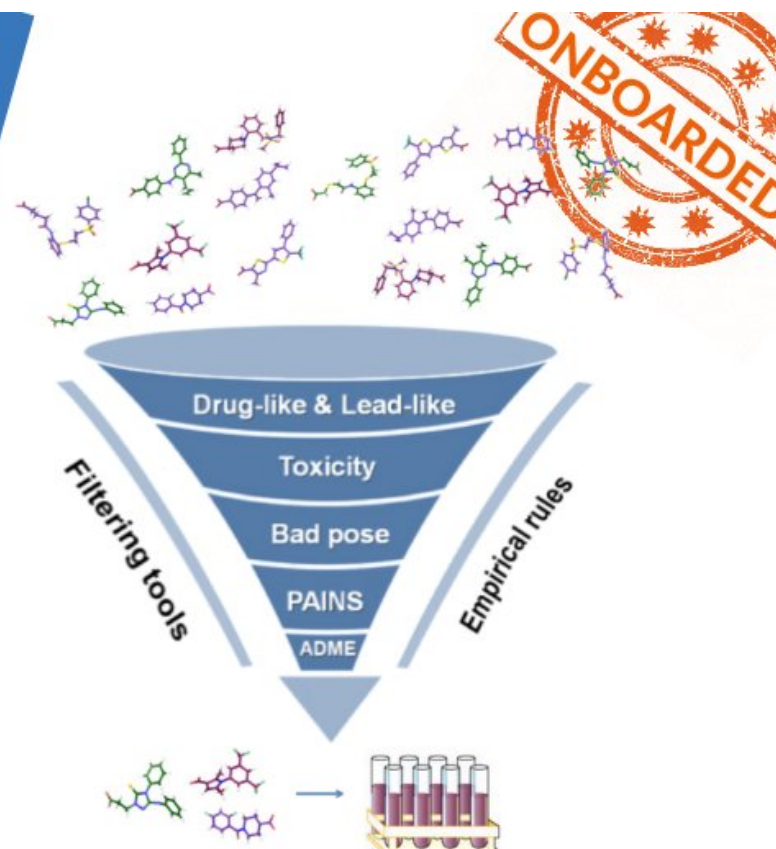 ONBOARDED
Drug-like & Lead-like
Toxicity
Bad pose
PAINS
ADME
Filtering tools
Empirical rules